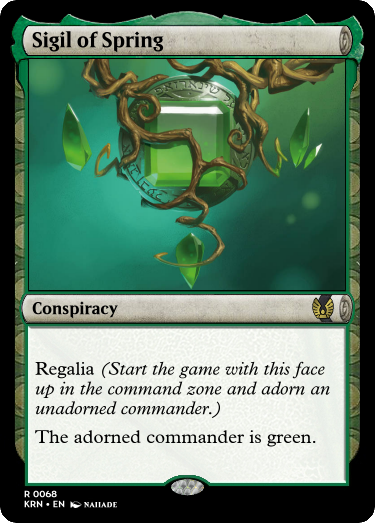 Sigil of Spring
Conspiracy
Regalia (Start the game with this face
up in the command zone and adorn an
unadorned commander.)
The adorned commander is green.
R 0068
KRN • EN NAIIADE